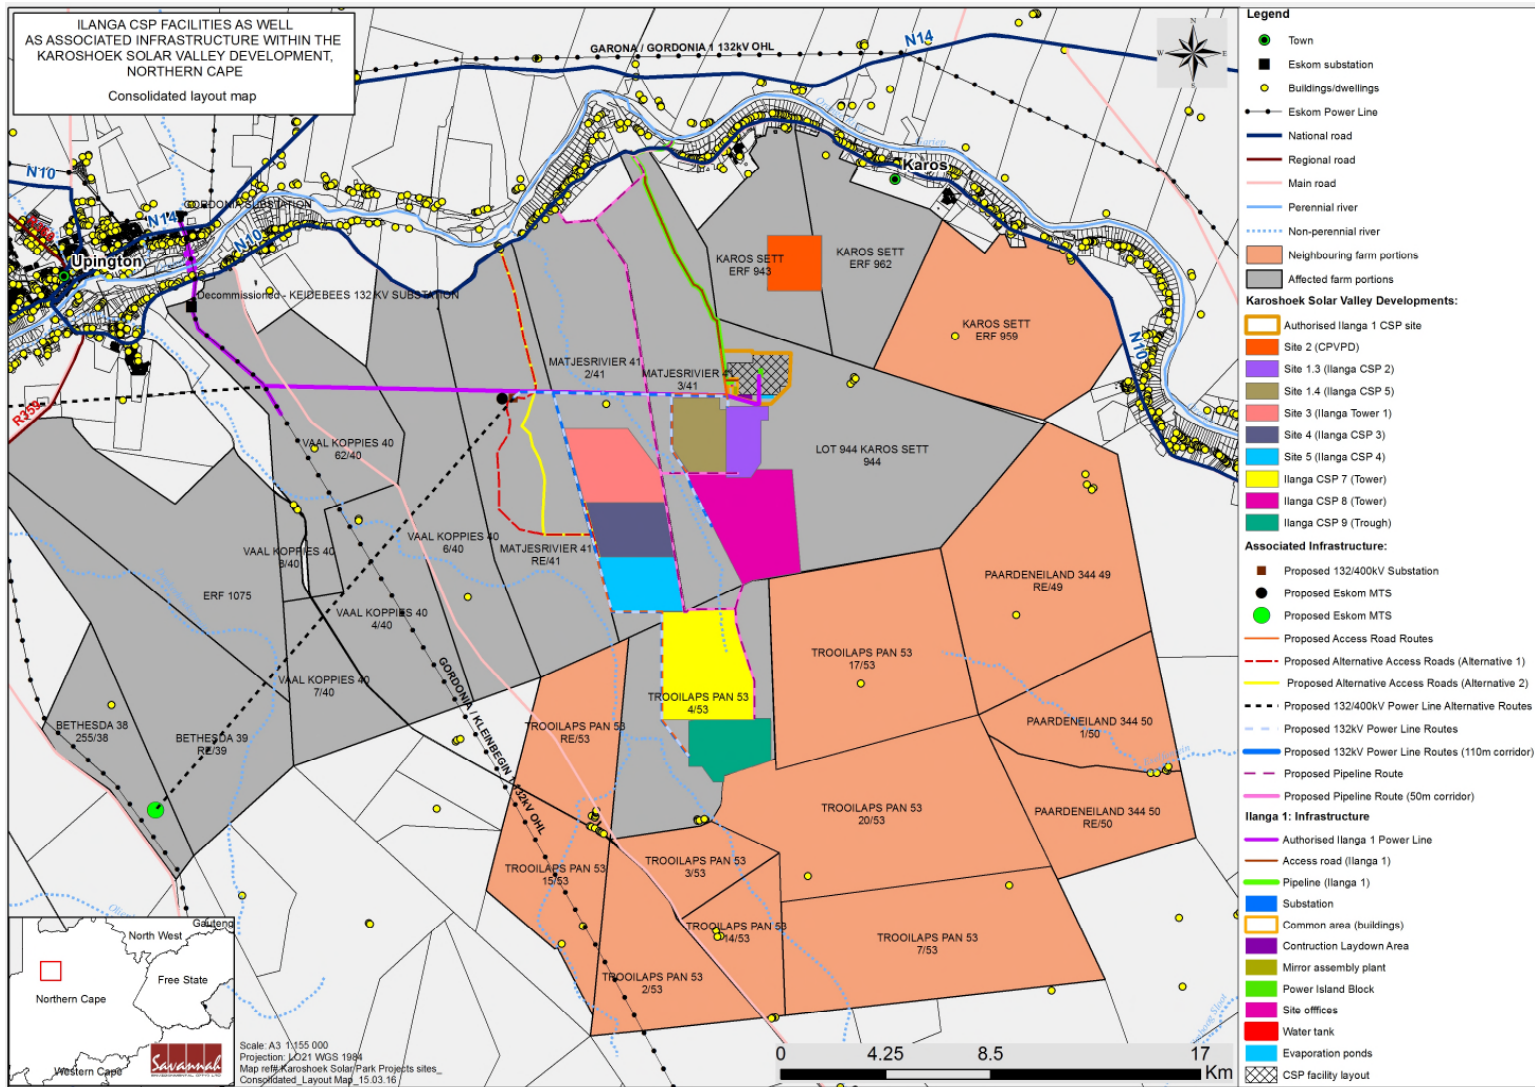 ILANGA CSP FACILITIES AS WELL
AS ASSOCIATED INFRASTRUCTURE WITHIN THE
KAROSHOEK SOLAR VALLEY DEVELOPMENT,
NORTHERN CAPE
Consolidated layout map
GARONA / GORDONIA 1 132kV OHL
N14
N
W
E
S
N10
N14
GORDONIA SUBSTATION
N10
Upington
Decommissioned - KEIDEBEES 132 KV SUBSTATION
R359
Karos
KAROS SETT
ERF 943
KAROS SETT
ERF 962
KAROS SETT
ERF 959
N10
MATJESRIVIER 41
2/41
MATJESRIVIER 41
3/41
LOT 944 KAROS SETT
944
VAAL KOPPIES 40
62/40
VAAL KOPPIES 40
6/40
MATJESRIVIER 41
RE/41
VAAL KOPPIES 40
8/40
ERF 1075
VAAL KOPPIES 40
4/40
VAAL KOPPIES 40
7/40
BETHESDA 38
255/38
BETHESDA 39
RE/39
GORDONIA / KLEINBEGIN 1 132kV OHL
PAARDENEILAND 344 49
RE/49
TROOILAPS PAN 53
17/53
TROOILAPS PAN 53
4/53
TROOILAPS PAN 53
RE/53
PAARDENEILAND 344 50
1/50
TROOILAPS PAN 53
20/53
PAARDENEILAND 344 50
RE/50
TROOILAPS PAN 53
3/53
TROOILAPS PAN 53
15/53
TROOILAPS PAN 53
14/53
TROOILAPS PAN 53
7/53
TROOILAPS PAN 53
2/53
North West
Gauteng
Free State
Northern Cape
Western Cape
Savannah
Scale: A3 1:155 000
Projection: LO21 WGS 1984
Map ref#:Karoshoek Solar Park Projects sites_
Consolidated_Layout Map_15.03.16
0 4.25 8.5 17
Km
Legend
Town
Eskom substation
Buildings/dwellings
Eskom Power Line
National road
Regional road
Main road
Perennial river
Non-perennial river
Neighbouring farm portions
Affected farm portions
Karoshoek Solar Valley Developments:
Authorised Ilanga 1 CSP site
Site 2 (CPVPD)
Site 1.3 (Ilanga CSP 2)
Site 1.4 (Ilanga CSP 5)
Site 3 (Ilanga Tower 1)
Site 4 (Ilanga CSP 3)
Site 5 (Ilanga CSP 4)
Ilanga CSP 7 (Tower)
Ilanga CSP 8 (Tower)
Ilanga CSP 9 (Trough)
Associated Infrastructure:
Proposed 132/400kV Substation
Proposed Eskom MTS
Proposed Eskom MTS
Proposed Access Road Routes
Proposed Alternative Access Roads (Alternative 1)
Proposed Alternative Access Roads (Alternative 2)
Proposed 132/400kV Power Line Alternative Routes
Proposed 132kV Power Line Routes
Proposed 132kV Power Line Routes (110m corridor)
Proposed Pipeline Route
Proposed Pipeline Route (50m corridor)
Ilanga 1: Infrastructure
Authorised Ilanga 1 Power Line
Access road (Ilanga 1)
Pipeline (Ilanga 1)
Substation
Common area (buildings)
Contruction Laydown Area
Mirror assembly plant
Power Island Block
Site offfices
Water tank
Evaporation ponds
CSP facility layout